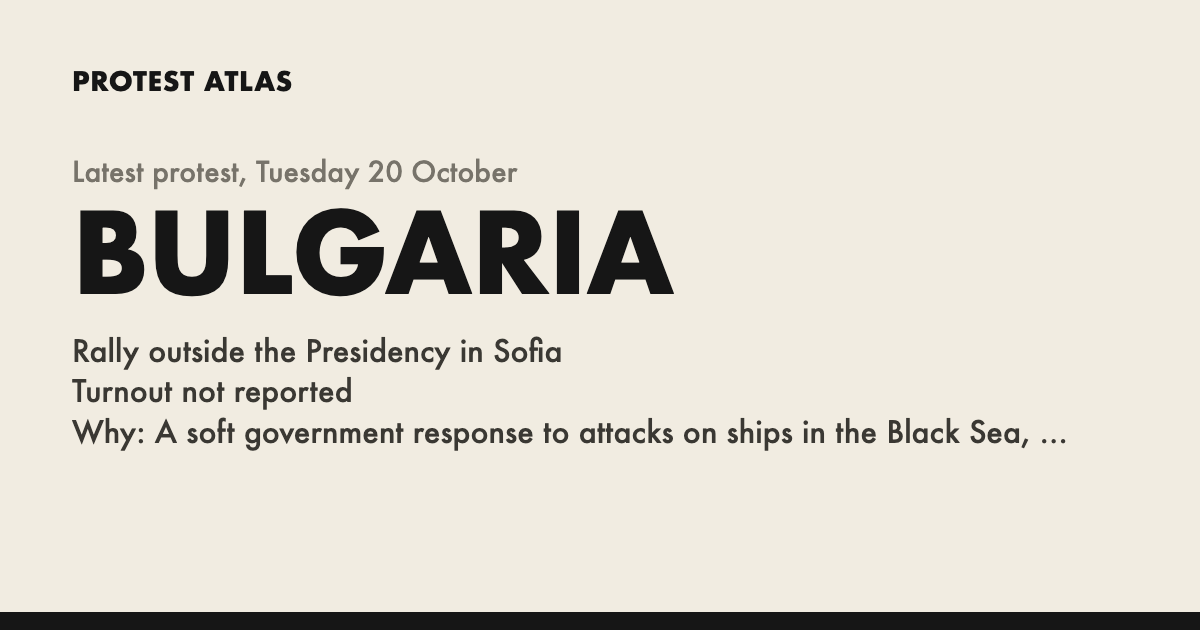 PROTEST ATLAS
Latest protest, Tuesday 20 October
BULGARIA
Rally outside the Presidency in Sofia
Turnout not reported
Why: A soft government response to attacks on ships in the Black Sea, ...